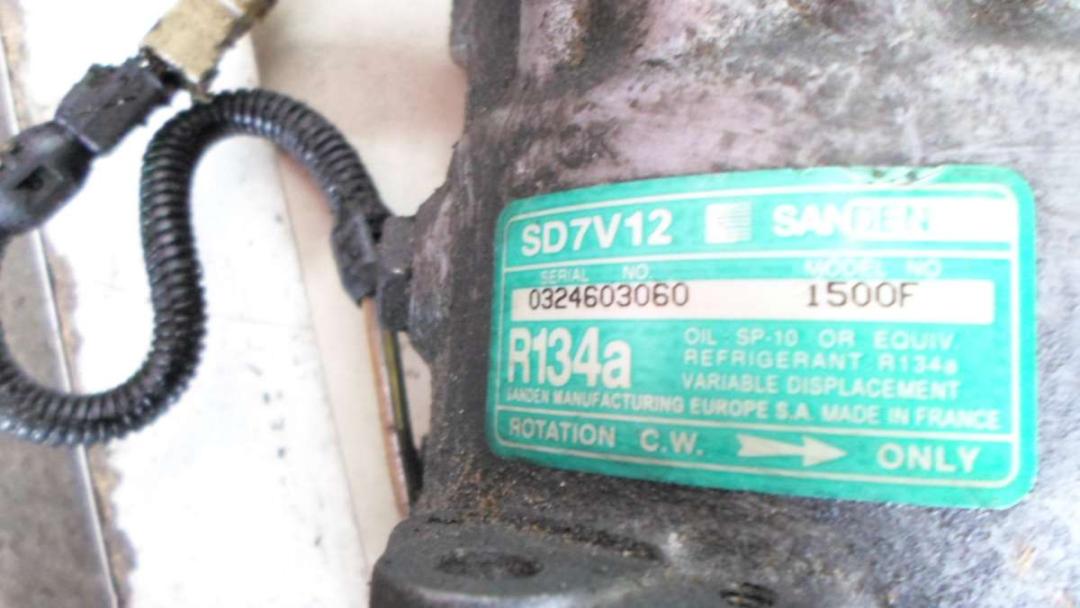 SD7V12 SANDEN
SERIAL NO. MODEL NO
0324603060 1500F
R134a
OIL SP-10 OR EQUIV.
REFRIGERANT R134a
VARIABLE DISPLACEMENT
SANDEN MANUFACTURING EUROPE S.A. MADE IN FRANCE
ROTATION C.W. ONLY